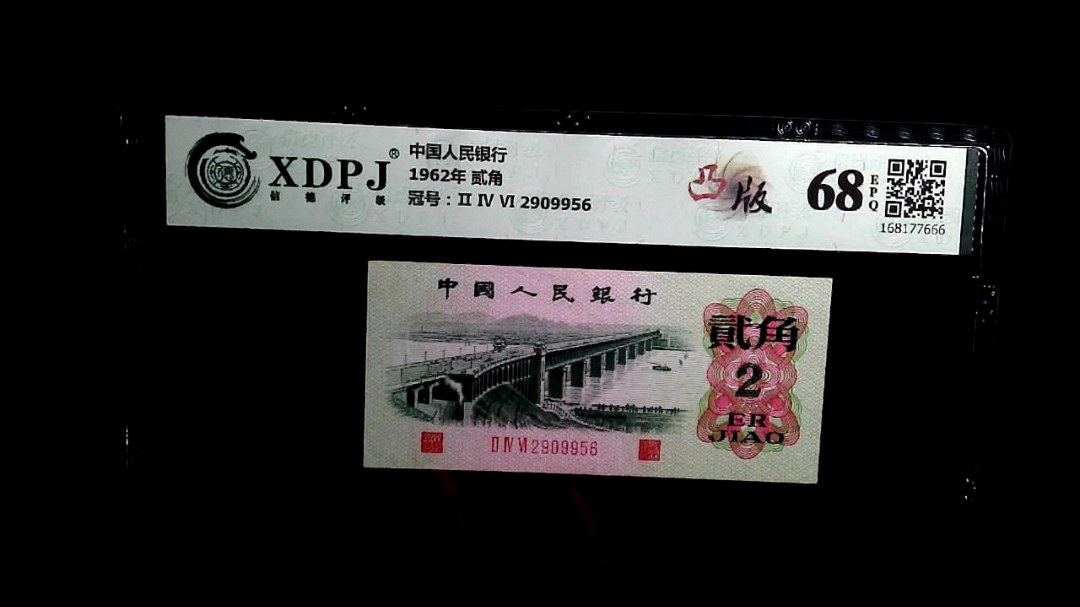 XDPJ®
信德评级
中国人民银行
1962年 贰角
冠号：Ⅱ Ⅳ Ⅵ 2909956
凸版
68
EPQ
168177666
中國人民銀行
貳角
2
ER
JIAO
Ⅱ Ⅳ Ⅵ 2909956